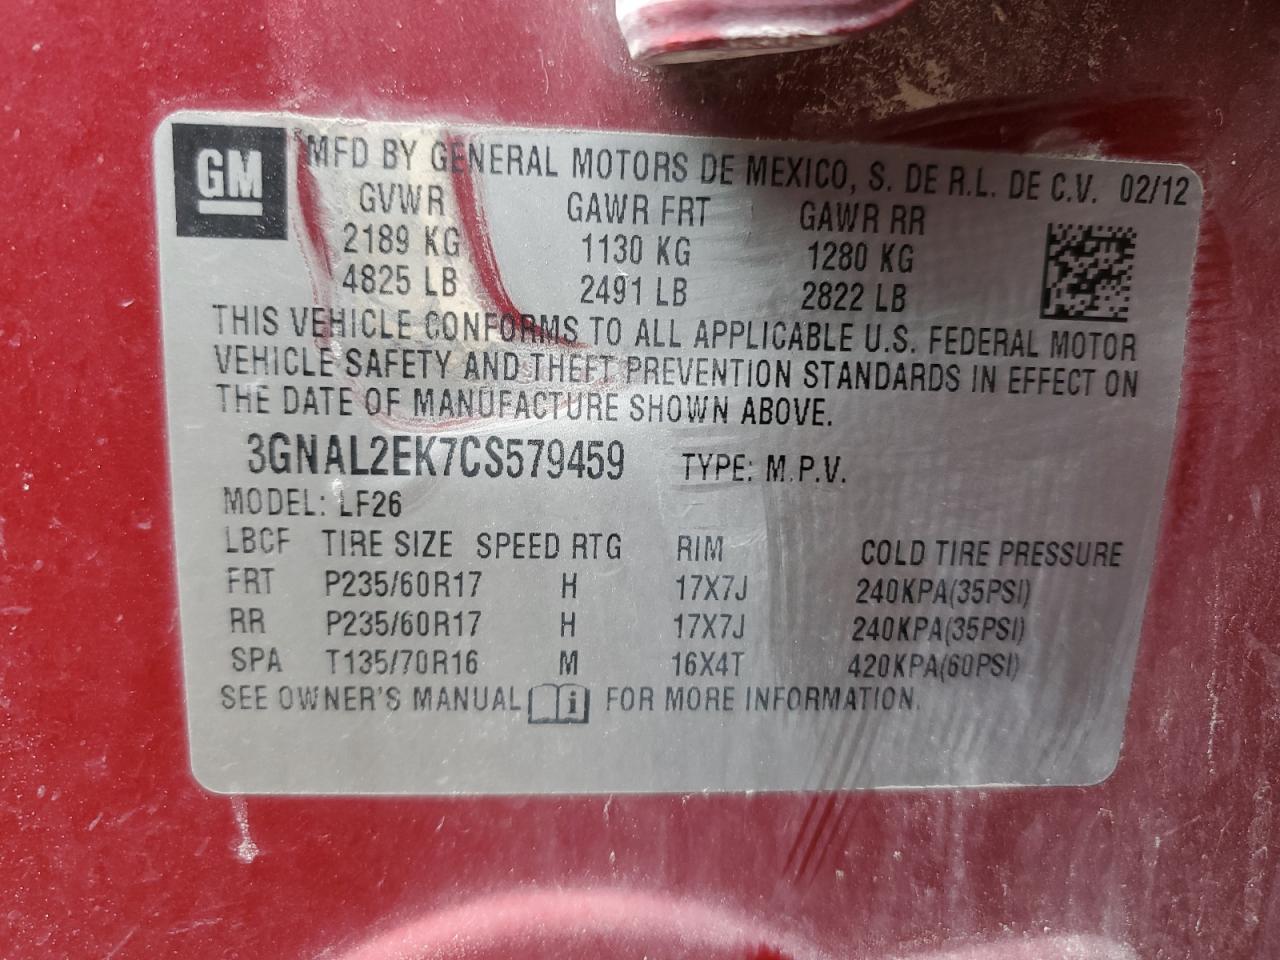 GM
MFD BY GENERAL MOTORS DE MEXICO, S. DE R.L. DE C.V. 02/12
GVWR GAWR FRT GAWR RR
2189 KG 1130 KG 1280 KG
4825 LB 2491 LB 2822 LB
THIS VEHICLE CONFORMS TO ALL APPLICABLE U.S. FEDERAL MOTOR
VEHICLE SAFETY AND THEFT PREVENTION STANDARDS IN EFFECT ON
THE DATE OF MANUFACTURE SHOWN ABOVE.
3GNAL2EK7CS579459 TYPE: M.P.V.
MODEL: LF26
LBCF TIRE SIZE SPEED RTG RIM COLD TIRE PRESSURE
FRT P235/60R17 H 17X7J 240KPA(35PSI)
RR P235/60R17 H 17X7J 240KPA(35PSI)
SPA T135/70R16 M 16X4T 420KPA(60PSI)
SEE OWNER'S MANUAL FOR MORE INFORMATION.